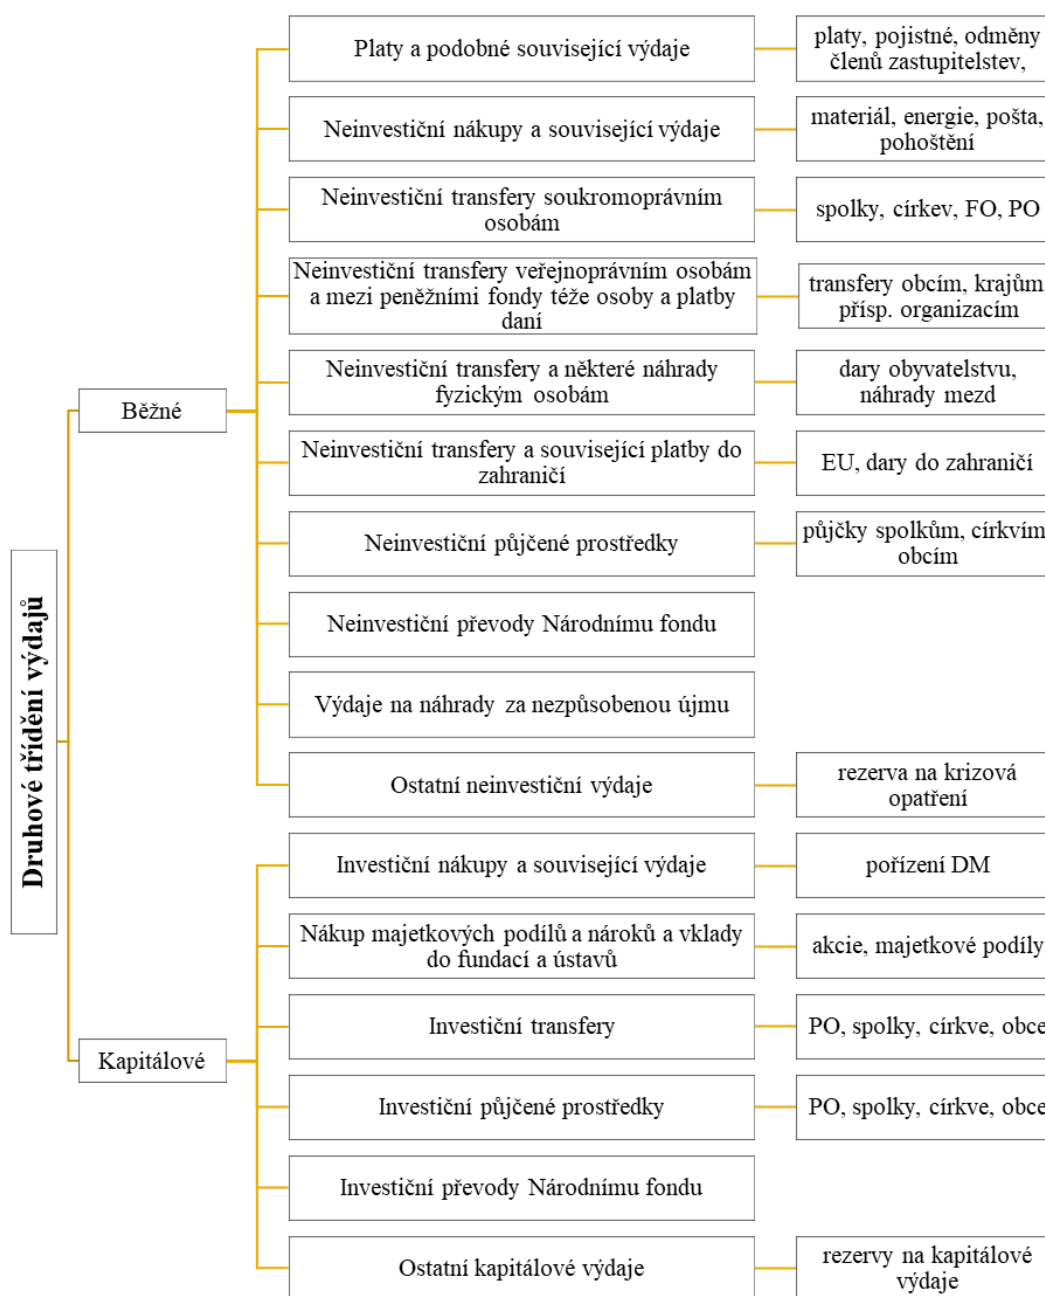 Druhové třídění výdajů
Běžné
Platy a podobné související výdaje
platy, pojistné, odměny
členů zastupitelstev,
Neinvestiční nákupy a související výdaje
materiál, energie, pošta,
pohoštění
Neinvestiční transfery soukromoprávním
osobám
spolky, církev, FO, PO
Neinvestiční transfery veřejnoprávním osobám
a mezi peněžními fondy téže osoby a platby
daní
transfery obcím, krajům,
přísp. organizacím
Neinvestiční transfery a některé náhrady
fyzickým osobám
dary obyvatelstvu,
náhrady mezd
Neinvestiční transfery a související platby do
zahraničí
EU, dary do zahraničí
Neinvestiční půjčené prostředky
půjčky spolkům, církvím,
obcím
Neinvestiční převody Národnímu fondu
Výdaje na náhrady za nezpůsobenou újmu
Ostatní neinvestiční výdaje
rezerva na krizová
opatření
Kapitálové
Investiční nákupy a související výdaje
pořízení DM
Nákup majetkových podílů a nároků a vklady
do fundací a ústavů
akcie, majetkové podíly
Investiční transfery
PO, spolky, církve, obce
Investiční půjčené prostředky
PO, spolky, církve, obce
Investiční převody Národnímu fondu
Ostatní kapitálové výdaje
rezervy na kapitálové
výdaje